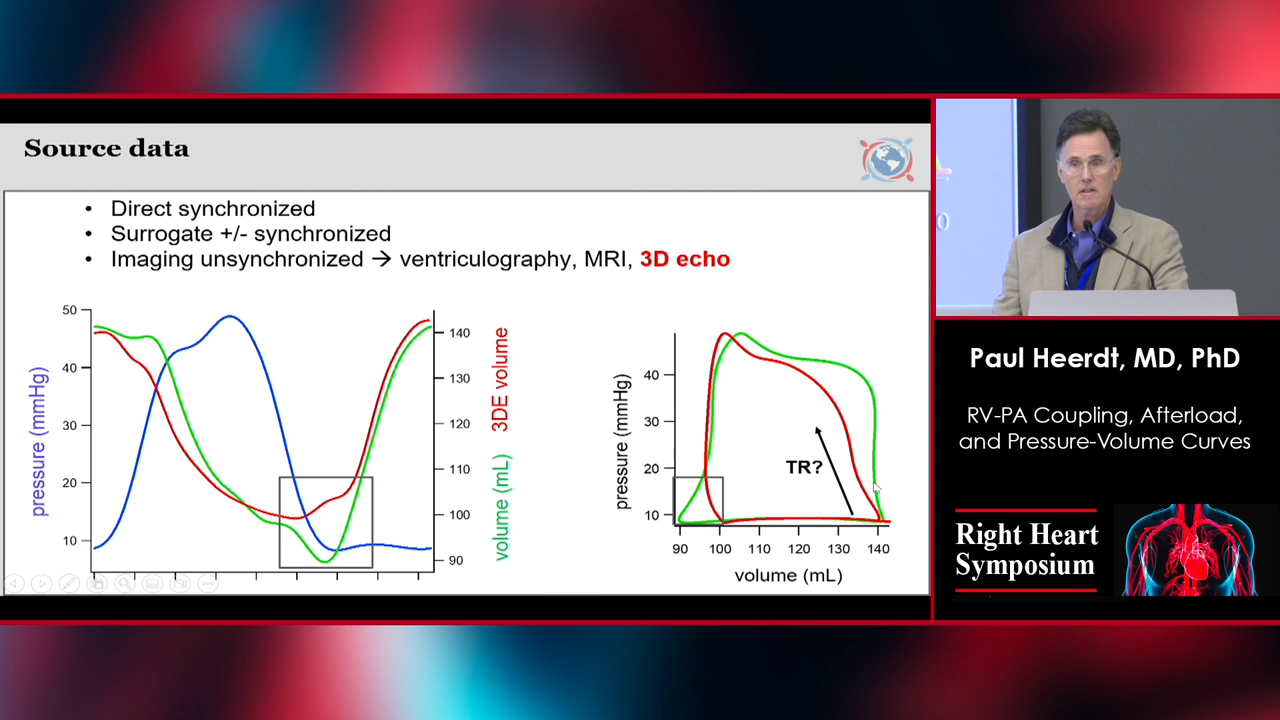 Source data
• Direct synchronized
• Surrogate +/- synchronized
• Imaging unsynchronized → ventriculography, MRI, 3D echo
50
40
30
20
10
pressure (mmHg)
140
130
120
110
100
90
volume (mL) e 3DE volume
40
30
20
10
pressure (mmHg)
TR?
90 100 110 120 130 140
volume (mL)
0
Paul Heerdt, MD, PhD
RV-PA Coupling, Afterload,
and Pressure-Volume Curves
Right Heart
Symposium